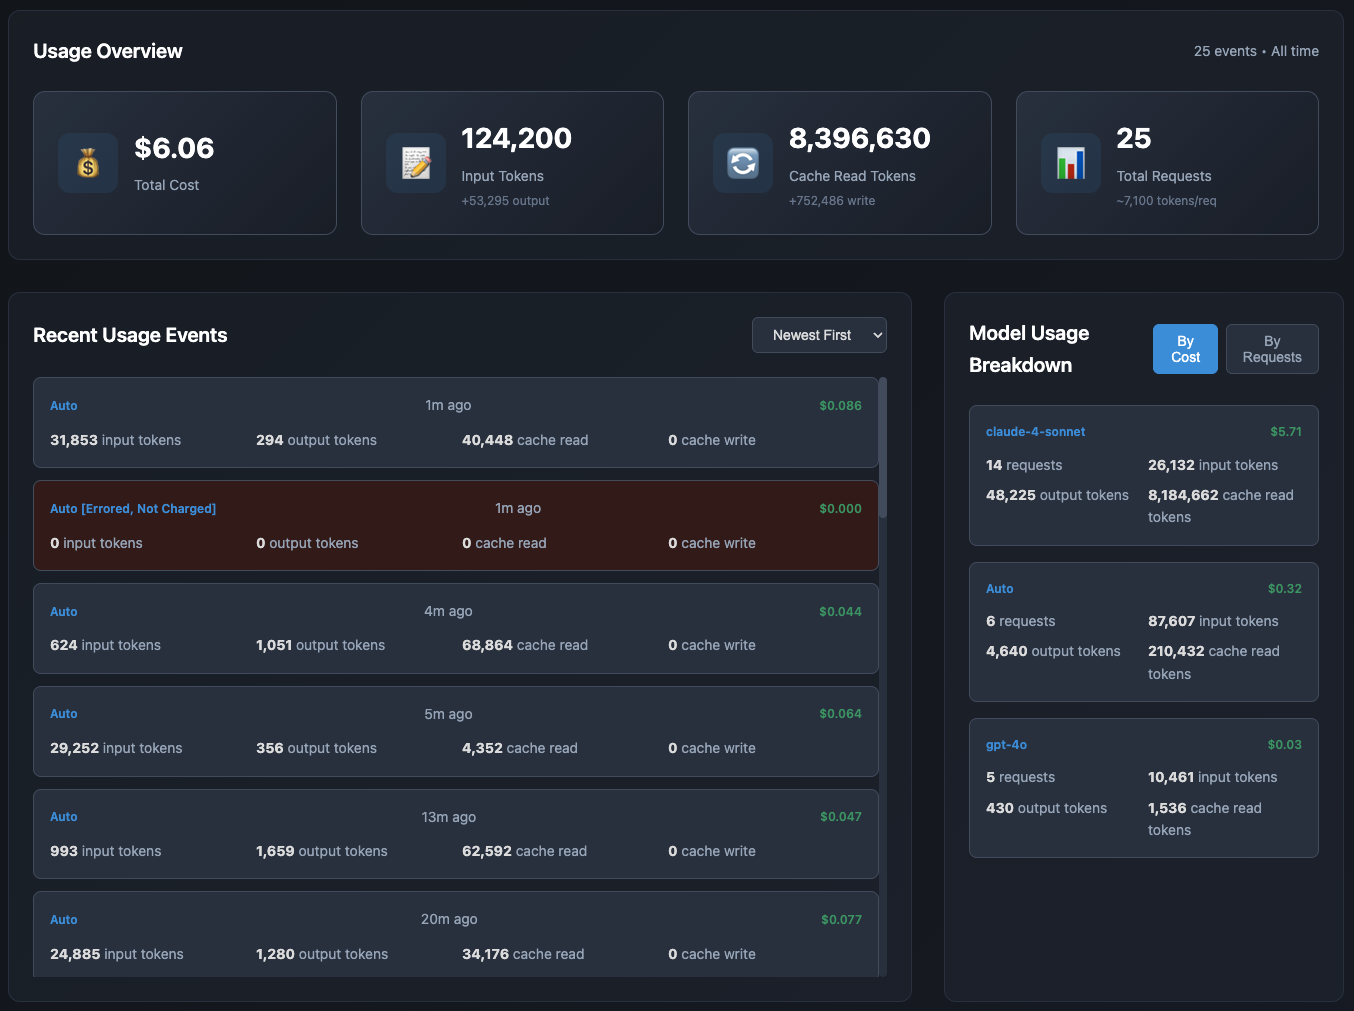 Usage Overview
25 events • All time
$6.06
Total Cost
124,200
Input Tokens
+53,295 output
8,396,630
Cache Read Tokens
+752,486 write
25
Total Requests
~7,100 tokens/req
Recent Usage Events
Newest First
Auto 1m ago $0.086
31,853 input tokens 294 output tokens 40,448 cache read 0 cache write
Auto [Errored, Not Charged] 1m ago $0.000
0 input tokens 0 output tokens 0 cache read 0 cache write
Auto 4m ago $0.044
624 input tokens 1,051 output tokens 68,864 cache read 0 cache write
Auto 5m ago $0.064
29,252 input tokens 356 output tokens 4,352 cache read 0 cache write
Auto 13m ago $0.047
993 input tokens 1,659 output tokens 62,592 cache read 0 cache write
Auto 20m ago $0.077
24,885 input tokens 1,280 output tokens 34,176 cache read 0 cache write
Model Usage
Breakdown
By
Cost
By
Requests
claude-4-sonnet $5.71
14 requests 26,132 input tokens
48,225 output tokens 8,184,662 cache read
tokens
Auto $0.32
6 requests 87,607 input tokens
4,640 output tokens 210,432 cache read
tokens
gpt-4o $0.03
5 requests 10,461 input tokens
430 output tokens 1,536 cache read
tokens